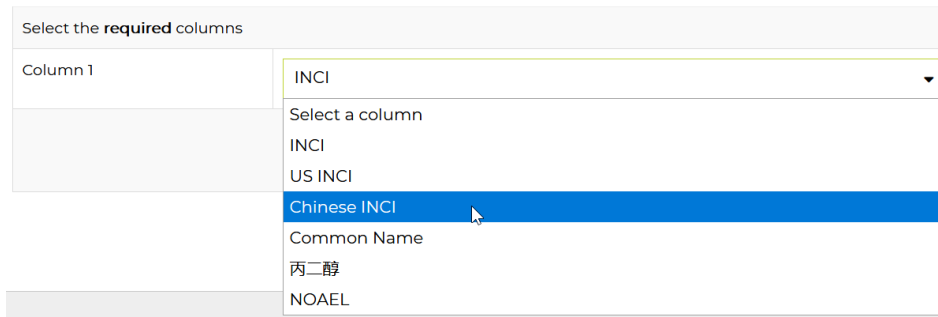 Select the required columns
Column 1
INCI
Select a column
INCI
US INCI
Chinese INCI
Common Name
丙二醇
NOAEL